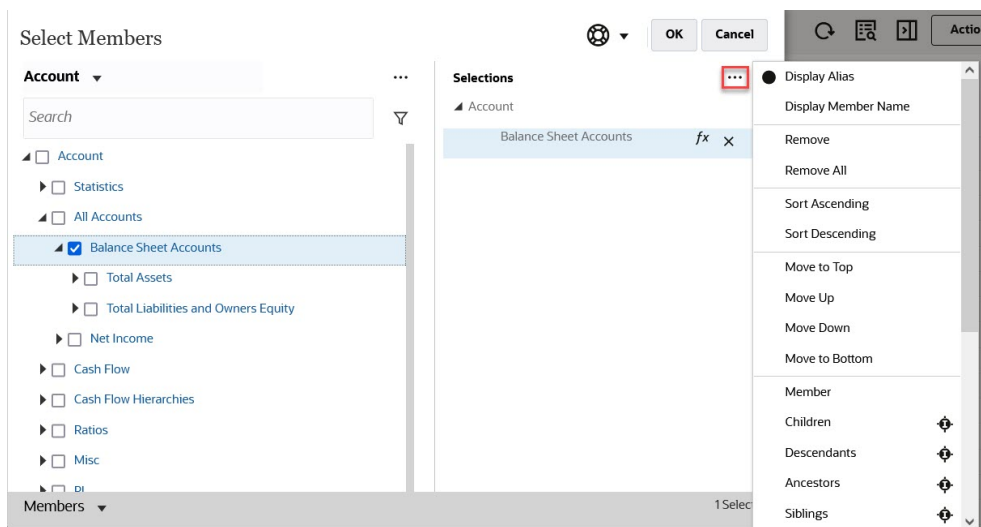 Select Members
OK
Cancel
Actio
Account
Search
Account
Statistics
All Accounts
Balance Sheet Accounts
Total Assets
Total Liabilities and Owners Equity
Net Income
Cash Flow
Cash Flow Hierarchies
Ratios
Misc
PL
Members
Selections
Account
Balance Sheet Accounts
fx
1 Selec
Display Alias
Display Member Name
Remove
Remove All
Sort Ascending
Sort Descending
Move to Top
Move Up
Move Down
Move to Bottom
Member
Children
Descendants
Ancestors
Siblings